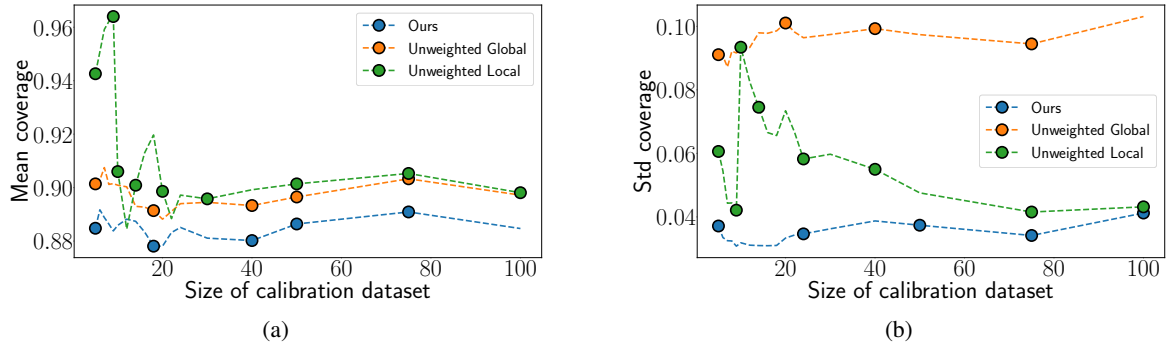 Mean coverage
0.96
0.94
0.92
0.90
0.88
20
40
60
80
100
Size of calibration dataset
Ours
Unweighted Global
Unweighted Local
(a)
Std coverage
0.10
0.08
0.06
0.04
20
40
60
80
100
Size of calibration dataset
Ours
Unweighted Global
Unweighted Local
(b)